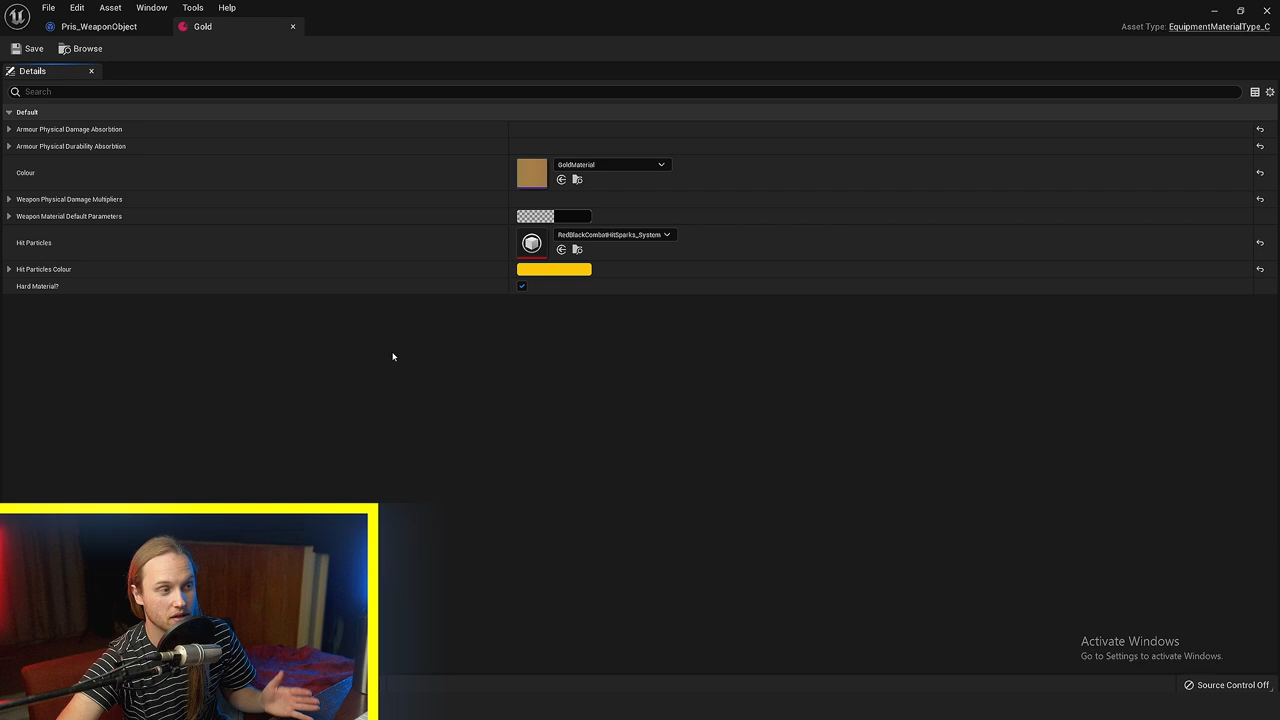 File Edit Asset Window Tools Help
Pris_WeaponObject
Gold
Asset Type: EquipmentMaterialType_C
Save
Browse
Details
Search
Default
Armour Physical Damage Absorbtion
Armour Physical Durability Absorbtion
Colour
GoldMaterial
Weapon Physical Damage Multipliers
Weapon Material Default Parameters
Hit Particles
RedBlackCombatHitSparks_System
Hit Particles Colour
Hard Material?
Activate Windows
Go to Settings to activate Windows.
Source Control Off